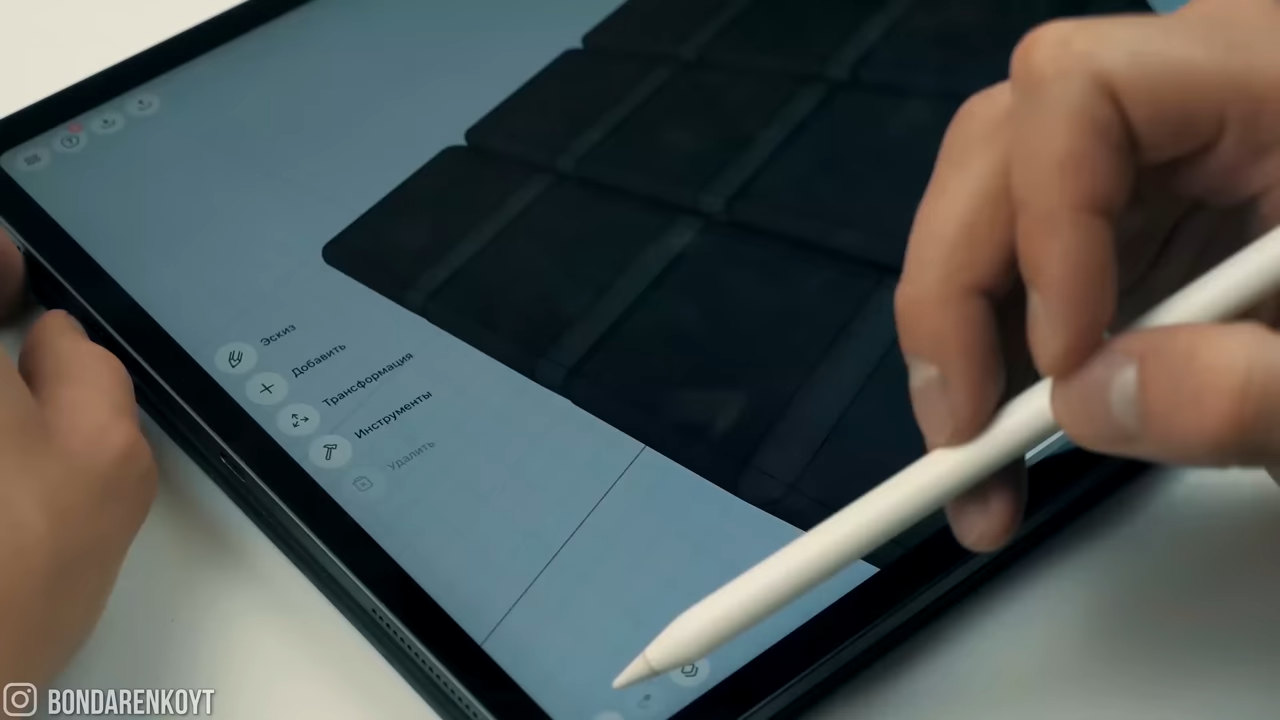 Эскиз
Добавить
Трансформация
Инструменты
Удалить
BONDARENKOYT